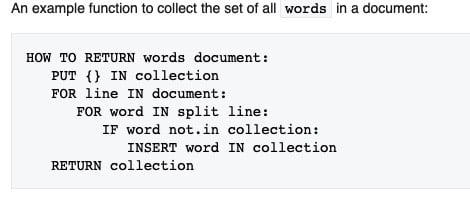 An example function to collect the set of all words in a document:
HOW TO RETURN words document:
   PUT {} IN collection
   FOR line IN document:
      FOR word IN split line:
         IF word not.in collection:
            INSERT word IN collection
   RETURN collection